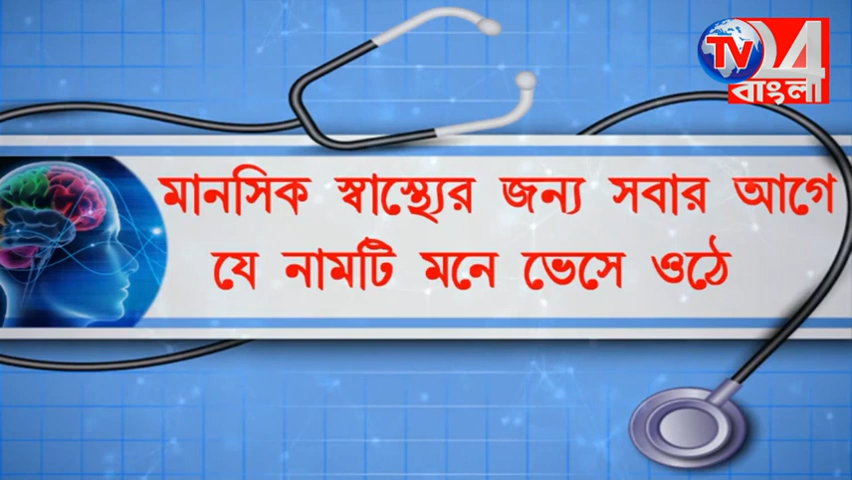 TV 24
বাংলা
মানসিক স্বাস্থ্যের জন্য সবার আগে
যে নামটি মনে ভেসে ওঠে